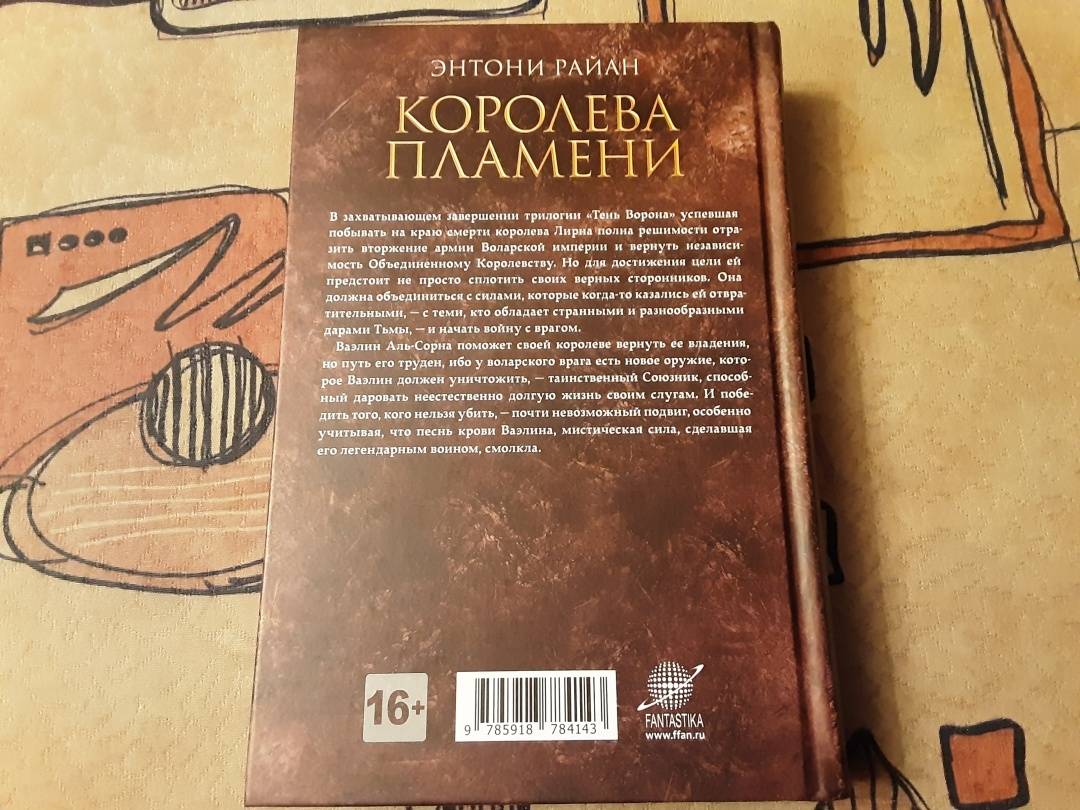 ЭНТОНИ РАЙАН
КОРОЛЕВА
ПЛАМЕНИ
В захватывающем завершении трилогии «Тень Ворона» успевшая
побывать на краю смерти королева Лирна полна решимости отра-
зить вторжение армии Воларской империи и вернуть независи-
мость Объединенному Королевству. Но для достижения цели ей
предстоит не просто сплотить своих верных сторонников. Она
должна объединиться с силами, которые когда-то казались ей отвра-
тительными, — с теми, кто обладает странными и разнообразными
дарами Тьмы, — и начать войну с врагом.
Ваэлин Аль-Сорна поможет своей королеве вернуть ее владения,
но путь его труден, ибо у воларского врага есть новое оружие, кото-
рое Ваэлин должен уничтожить, — таинственный Союзник, способ-
ный даровать неестественно долгую жизнь своим слугам. И побе-
дить того, кого нельзя убить, — почти невозможный подвиг, особенно
учитывая, что песнь крови Ваэлина, мистическая сила, сделавшая
его легендарным воином, смолкла.
16+
9 785918 784143
FANTASTIKA
www.ffan.ru